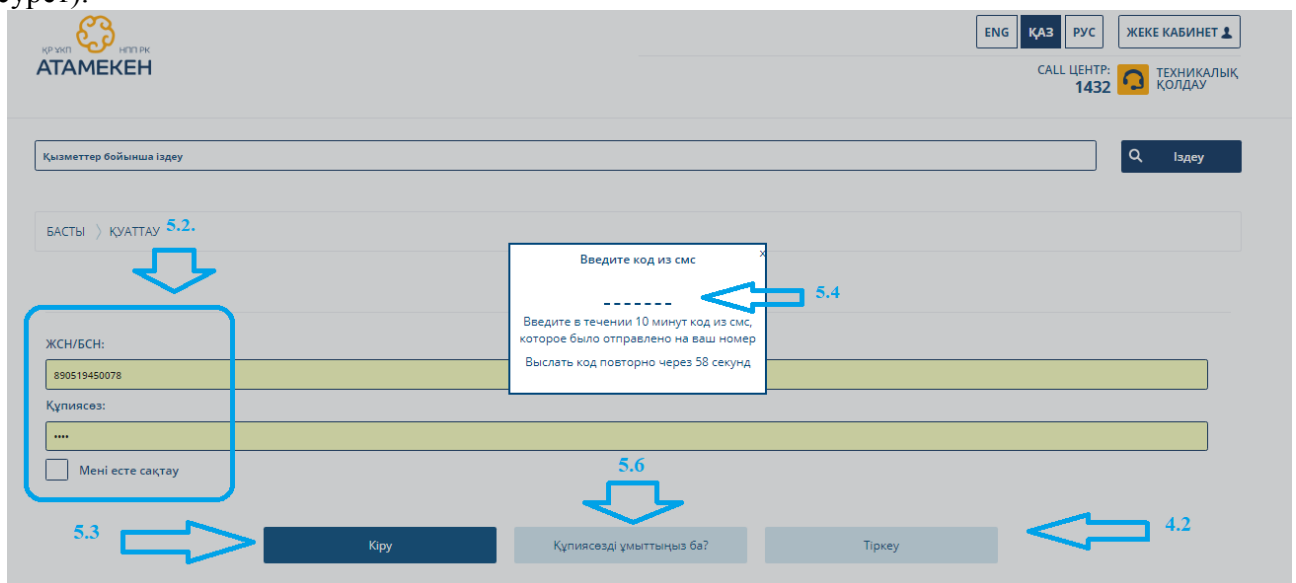 сурет).
ҚР ҰКП НПП РК
АТАМЕКЕН
ENG ҚАЗ РУС ЖЕКЕ КАБИНЕТ
CALL ЦЕНТР:
1432
ТЕХНИКАЛЫҚ
ҚОЛДАУ
Қызметтер бойынша іздеу
Іздеу
БАСТЫ 〉 ҚУАТТАУ 5.2.
Введите код из смс x
_ _ _ _ _ _ _ 5.4
Введите в течении 10 минут код из смс,
которое было отправлено на ваш номер
Выслать код повторно через 58 секунд
ЖСН/БСН:
890519450078
Құпиясөз:
••••
Мені есте сақтау
5.6
5.3
4.2
Кіру
Құпиясөзді ұмыттыңыз ба?
Тіркеу